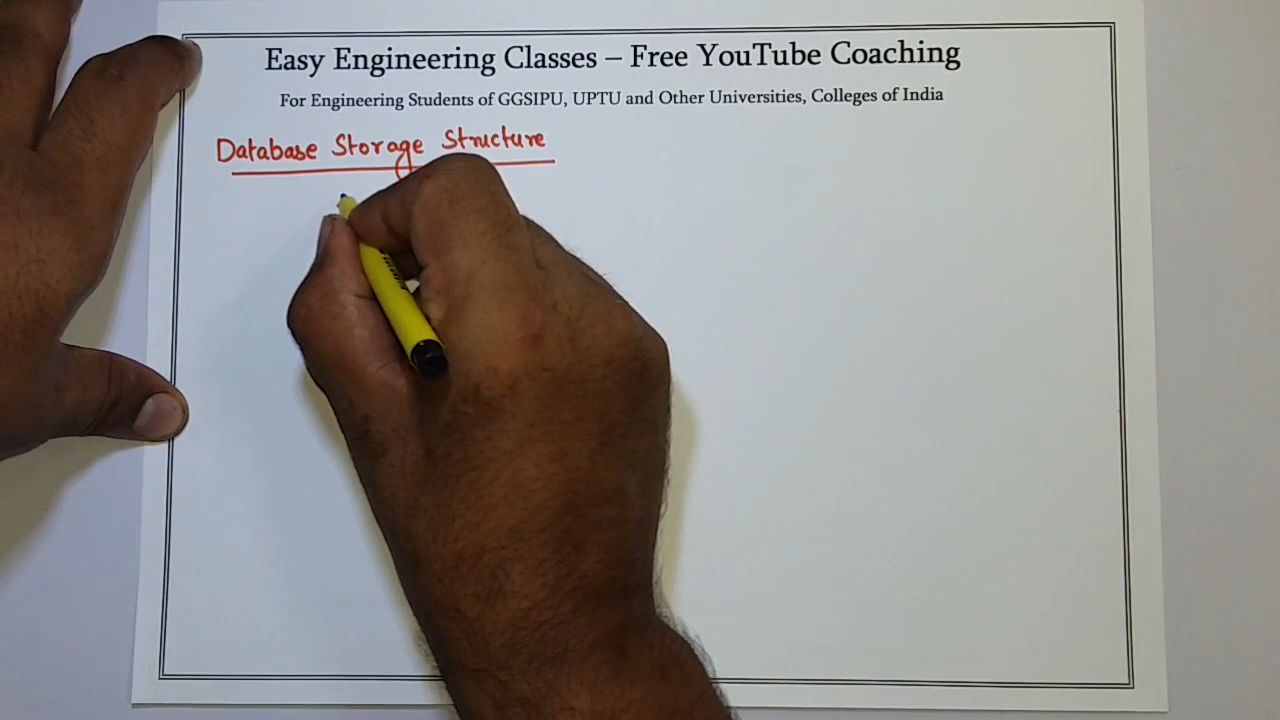 Easy Engineering Classes – Free YouTube Coaching
For Engineering Students of GGSIPU, UPTU and Other Universities, Colleges of India
Database Storage Structure